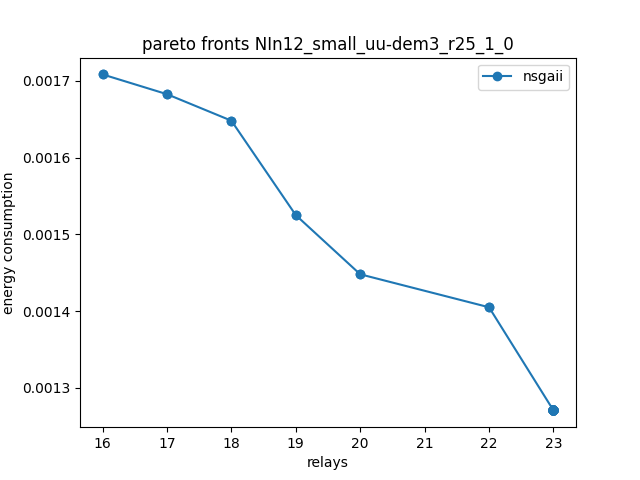 pareto fronts NIn12_small_uu-dem3_r25_1_0
nsgaii
0.0017
0.0016
0.0015
0.0014
0.0013
energy consumption
16 17 18 19 20 21 22 23
relays